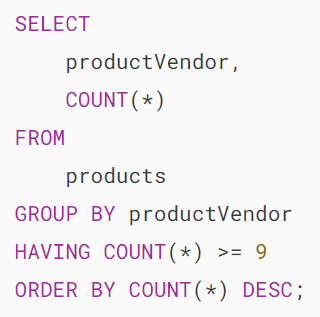 SELECT
    productVendor,
    COUNT(*)
FROM
    products
GROUP BY productVendor
HAVING COUNT(*) >= 9
ORDER BY COUNT(*) DESC;